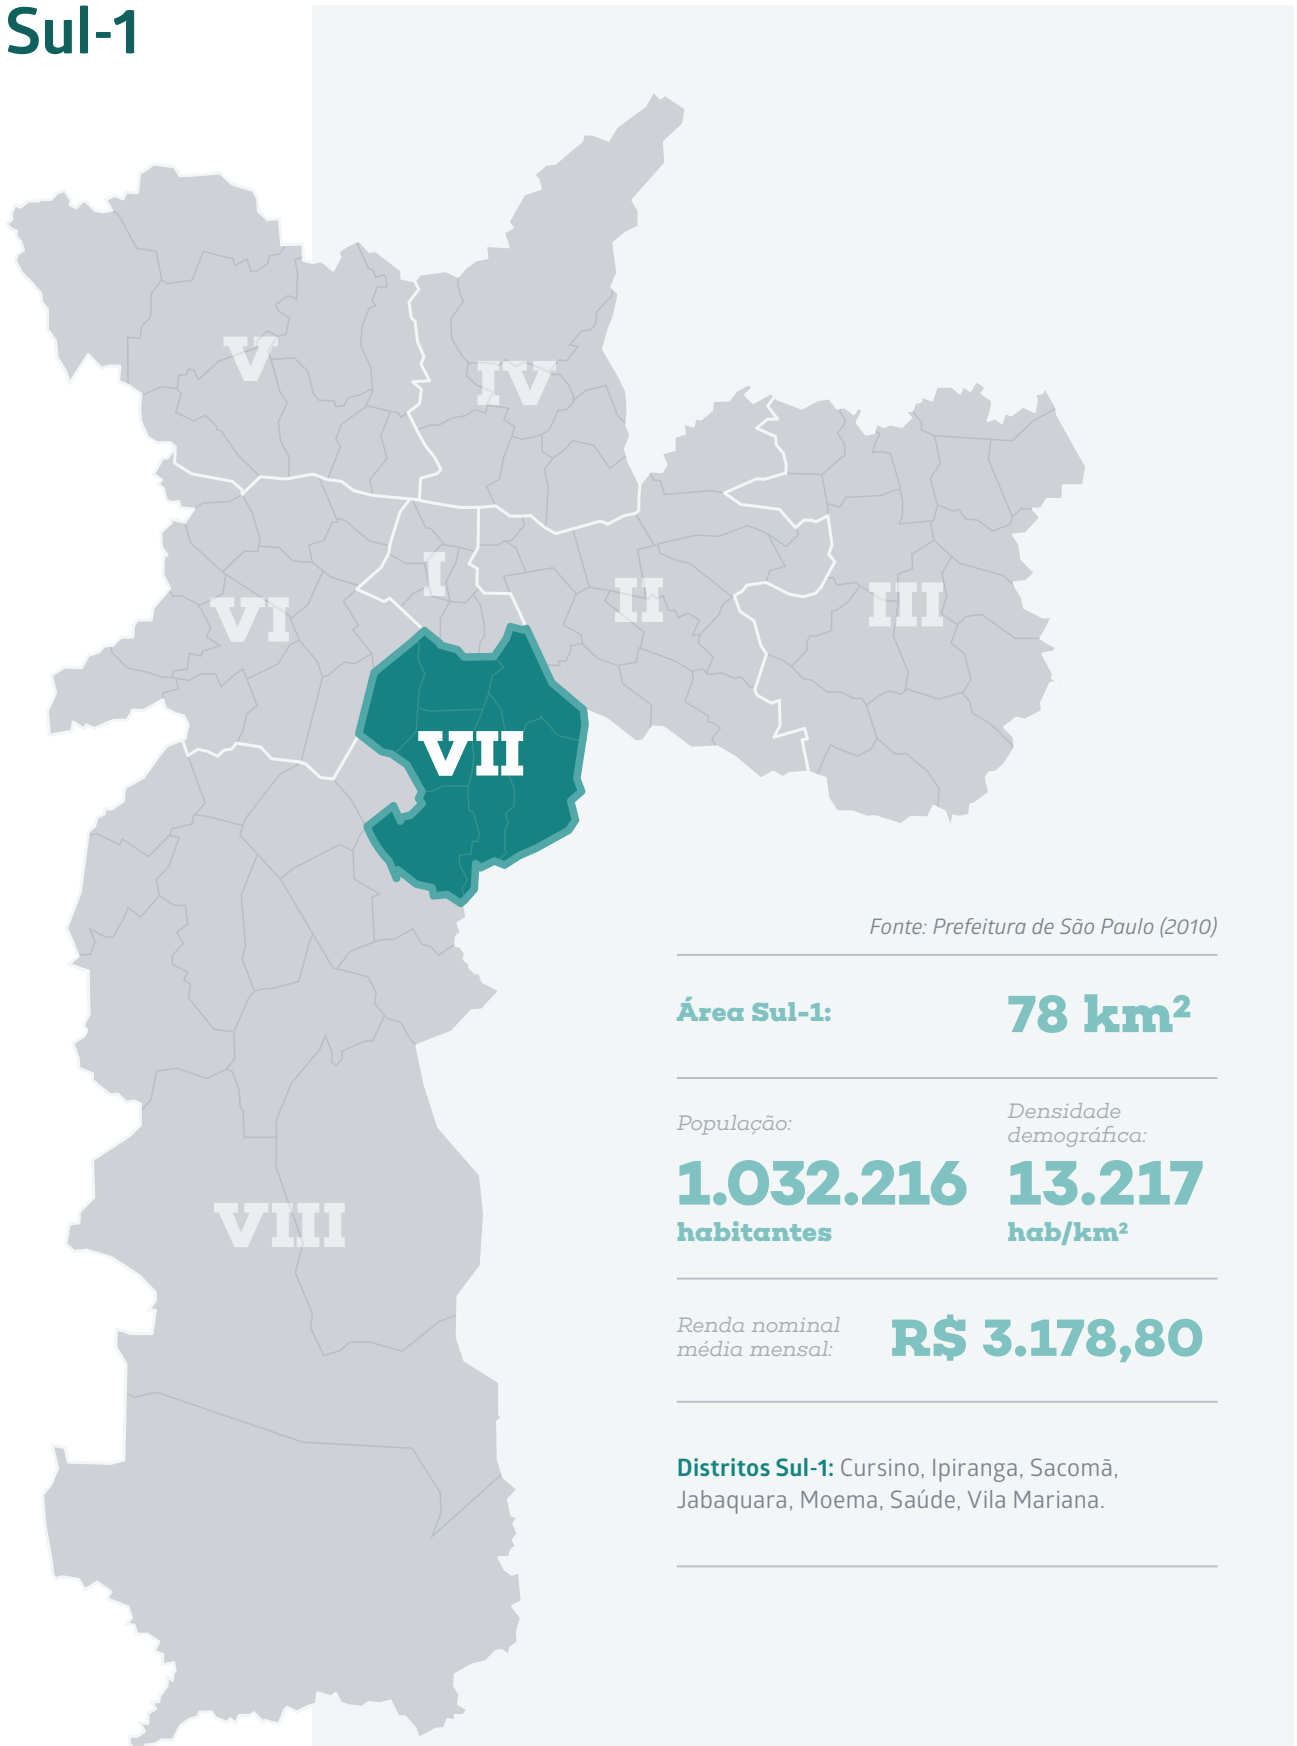 Sul-1
V
IV
I
II
III
VI
VII
VIII
Fonte: Prefeitura de São Paulo (2010)
Área Sul-1: 78 km²
População:
1.032.216
habitantes
Densidade
demográfica:
13.217
hab/km²
Renda nominal
média mensal:
R$ 3.178,80
Distritos Sul-1: Cursino, Ipiranga, Sacomã,
Jabaquara, Moema, Saúde, Vila Mariana.